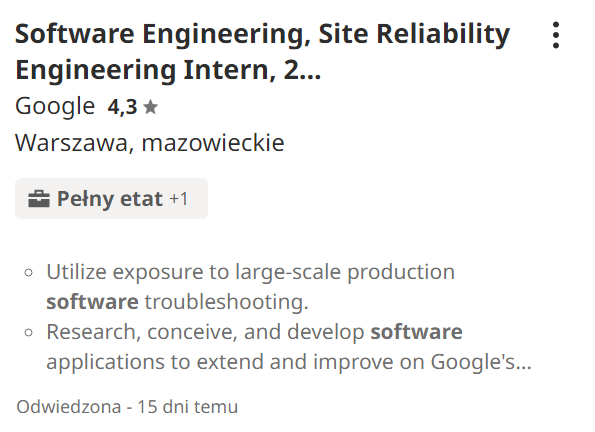 Software Engineering, Site Reliability
Engineering Intern, 2...
Google 4,3 ★
Warszawa, mazowieckie
Pełny etat +1
Utilize exposure to large-scale production
software troubleshooting.
Research, conceive, and develop software
applications to extend and improve on Google's...
Odwiedzona - 15 dni temu